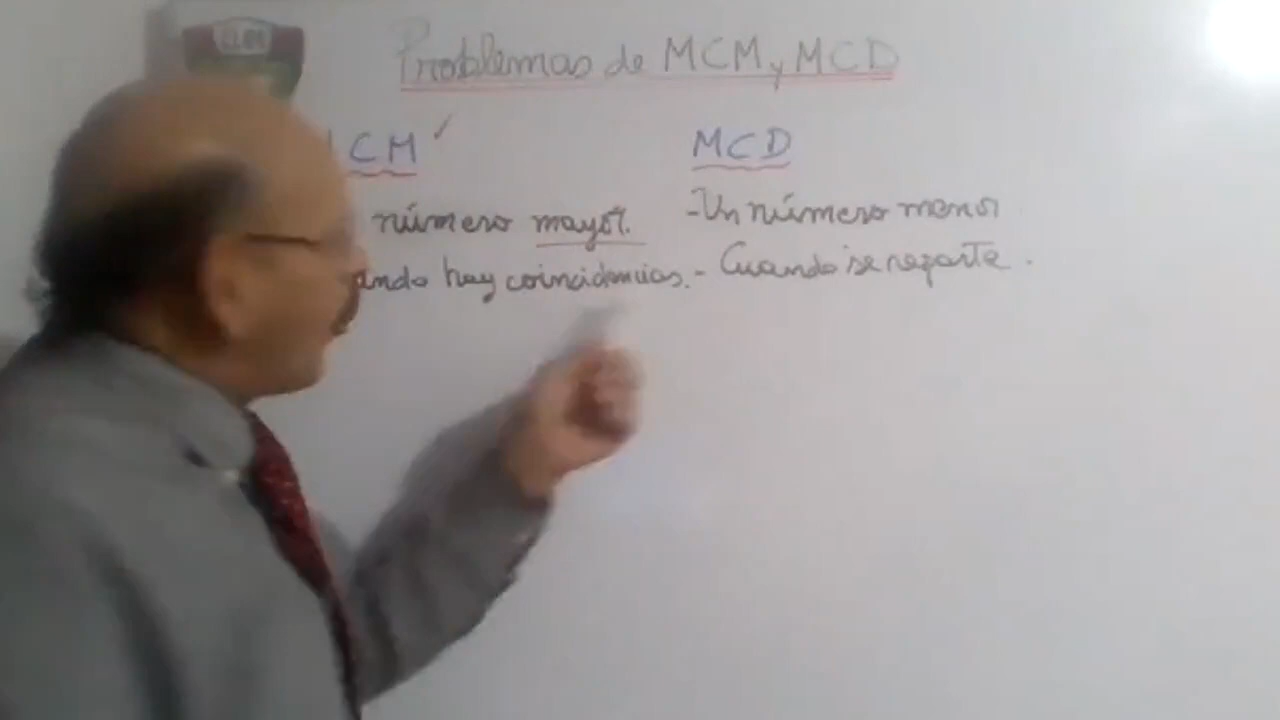 Problemas de MCM y MCD
CM ✓
MCD
número mayor.
-Un número menor
ando hay coincidencias.
- Cuando se reparte.